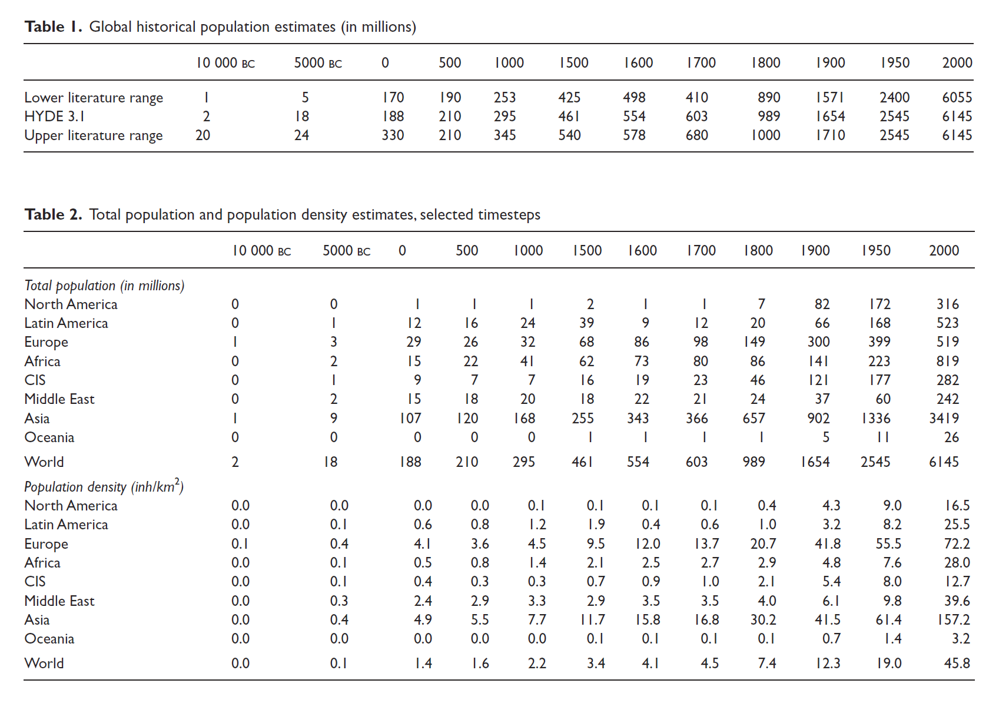 Table 1. Global historical population estimates (in millions)
10 000 BC 5000 BC 0 500 1000 1500 1600 1700 1800 1900 1950 2000
Lower literature range 1 5 170 190 253 425 498 410 890 1571 2400 6055
HYDE 3.1 2 18 188 210 295 461 554 603 989 1654 2545 6145
Upper literature range 20 24 330 210 345 540 578 680 1000 1710 2545 6145
Table 2. Total population and population density estimates, selected timesteps
10 000 BC 5000 BC 0 500 1000 1500 1600 1700 1800 1900 1950 2000
Total population (in millions)
North America 0 0 1 1 1 2 1 1 7 82 172 316
Latin America 0 1 12 16 24 39 9 12 20 66 168 523
Europe 1 3 29 26 32 68 86 98 149 300 399 519
Africa 0 2 15 22 41 62 73 80 86 141 223 819
CIS 0 1 9 7 7 16 19 23 46 121 177 282
Middle East 0 2 15 18 20 18 22 21 24 37 60 242
Asia 1 9 107 120 168 255 343 366 657 902 1336 3419
Oceania 0 0 0 0 0 1 1 1 1 5 11 26
World 2 18 188 210 295 461 554 603 989 1654 2545 6145
Population density (inh/km²)
North America 0.0 0.0 0.0 0.0 0.1 0.1 0.1 0.1 0.4 4.3 9.0 16.5
Latin America 0.0 0.1 0.6 0.8 1.2 1.9 0.4 0.6 1.0 3.2 8.2 25.5
Europe 0.1 0.4 4.1 3.6 4.5 9.5 12.0 13.7 20.7 41.8 55.5 72.2
Africa 0.0 0.1 0.5 0.8 1.4 2.1 2.5 2.7 2.9 4.8 7.6 28.0
CIS 0.0 0.1 0.4 0.3 0.3 0.7 0.9 1.0 2.1 5.4 8.0 12.7
Middle East 0.0 0.3 2.4 2.9 3.3 2.9 3.5 3.5 4.0 6.1 9.8 39.6
Asia 0.0 0.4 4.9 5.5 7.7 11.7 15.8 16.8 30.2 41.5 61.4 157.2
Oceania 0.0 0.0 0.0 0.0 0.0 0.1 0.1 0.1 0.1 0.7 1.4 3.2
World 0.0 0.1 1.4 1.6 2.2 3.4 4.1 4.5 7.4 12.3 19.0 45.8